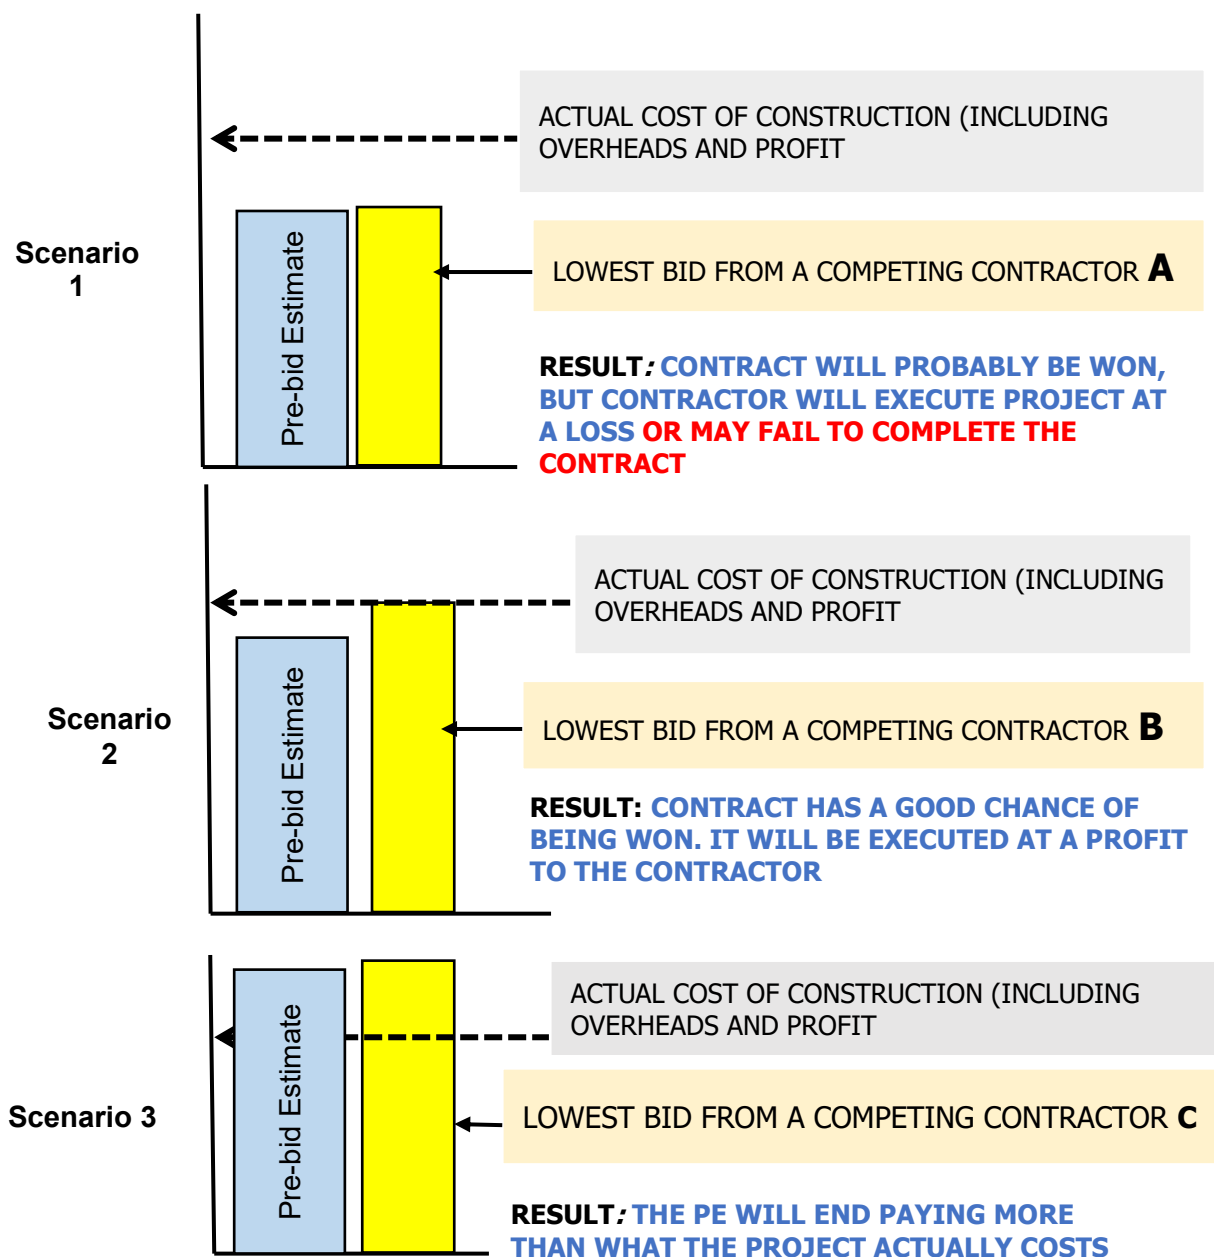 ACTUAL COST OF CONSTRUCTION (INCLUDING
OVERHEADS AND PROFIT
Scenario
1
Pre-bid Estimate
LOWEST BID FROM A COMPETING CONTRACTOR A
RESULT: CONTRACT WILL PROBABLY BE WON,
BUT CONTRACTOR WILL EXECUTE PROJECT AT
A LOSS OR MAY FAIL TO COMPLETE THE
CONTRACT
ACTUAL COST OF CONSTRUCTION (INCLUDING
OVERHEADS AND PROFIT
Scenario
2
Pre-bid Estimate
LOWEST BID FROM A COMPETING CONTRACTOR B
RESULT: CONTRACT HAS A GOOD CHANCE OF
BEING WON. IT WILL BE EXECUTED AT A PROFIT
TO THE CONTRACTOR
ACTUAL COST OF CONSTRUCTION (INCLUDING
OVERHEADS AND PROFIT
Scenario 3
Pre-bid Estimate
LOWEST BID FROM A COMPETING CONTRACTOR C
RESULT: THE PE WILL END PAYING MORE
THAN WHAT THE PROJECT ACTUALLY COSTS